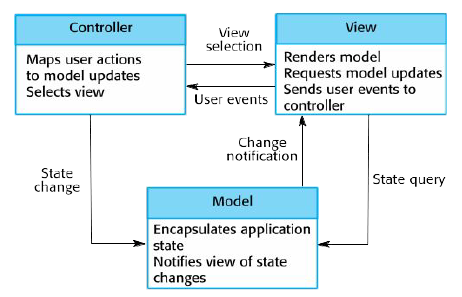 Controller
Maps user actions
to model updates
Selects view
View
selection
User events
View
Renders model
Requests model updates
Sends user events to
controller
State
change
Change
notification
State query
Model
Encapsulates application
state
Notifies view of state
changes